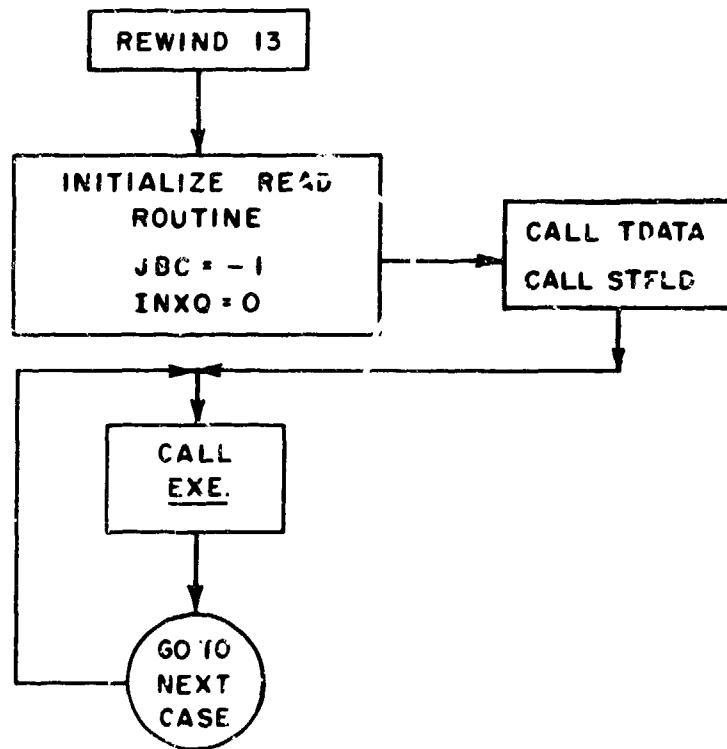 REWIND 13
INITIALIZE READ
ROUTINE
JBC = -1
INXQ = 0
CALL TDATA
CALL STFLD
CALL
EXE.
GO TO
NEXT
CASE